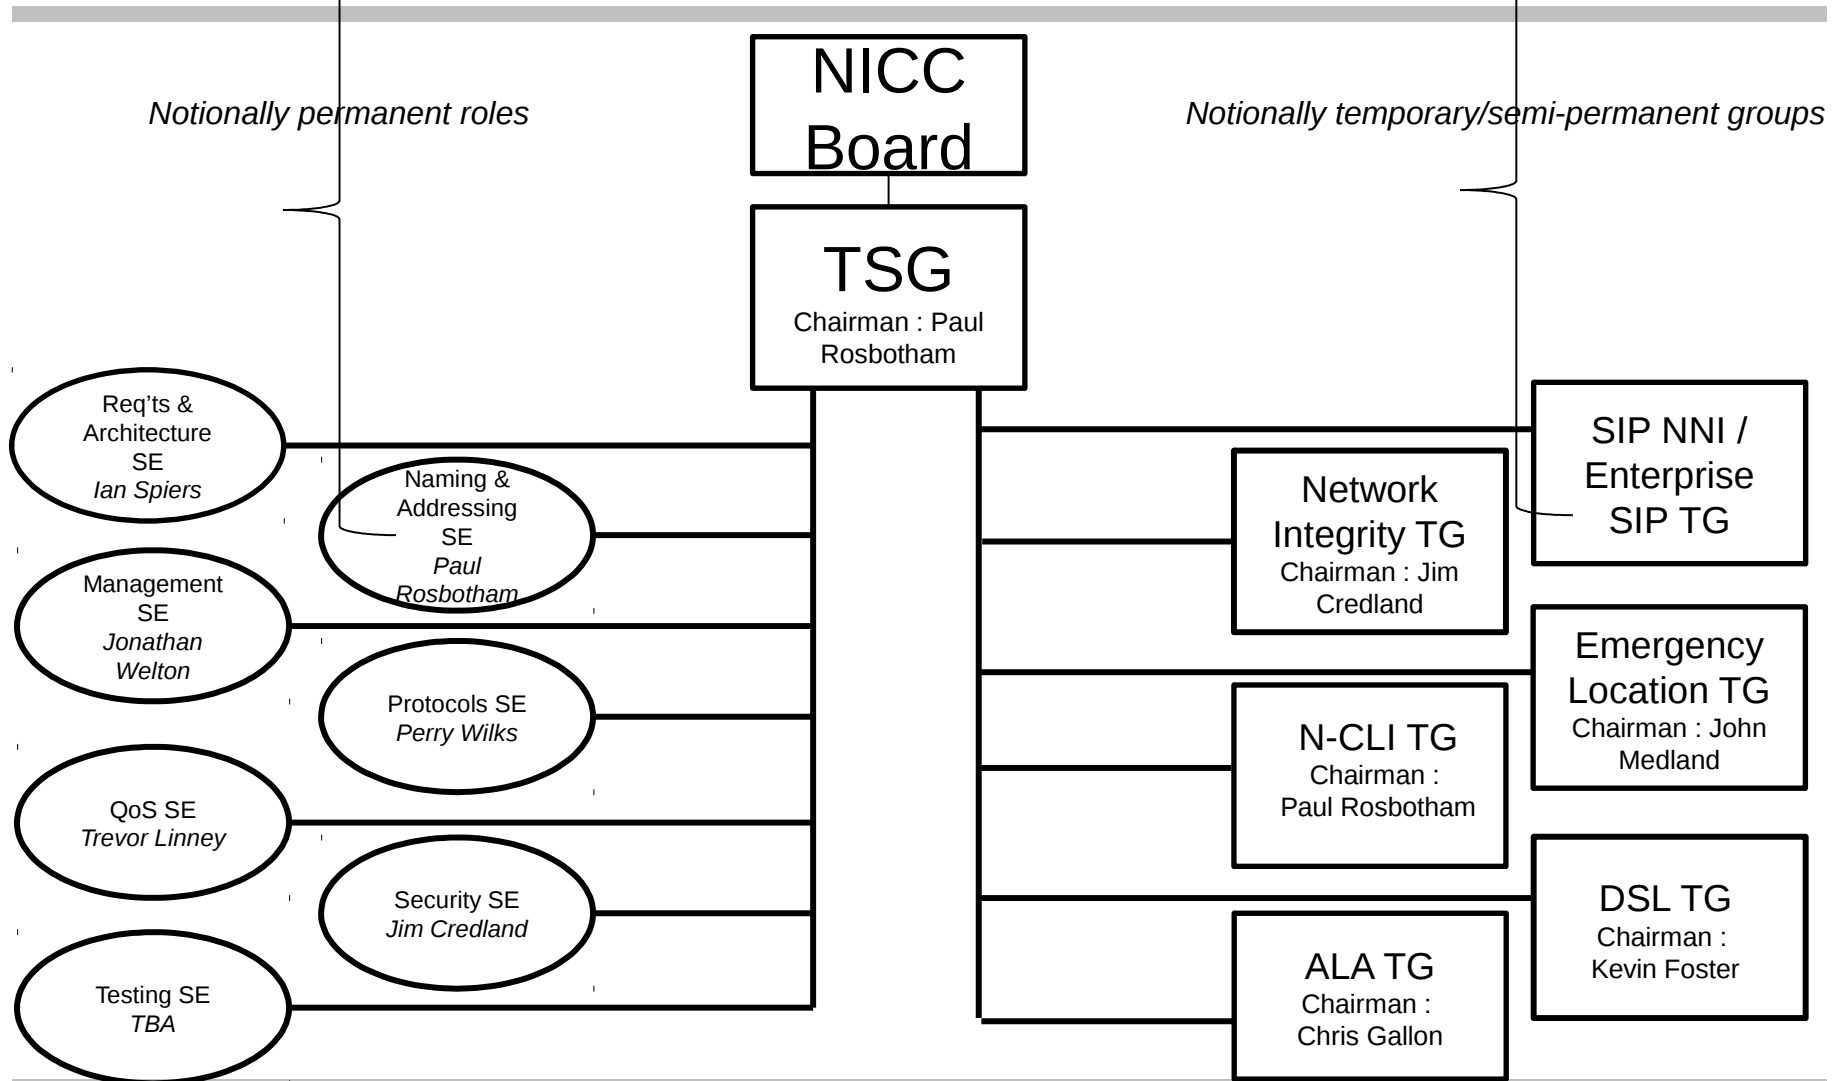 NICC
Board
Notionally permanent roles
Notionally temporary/semi-permanent groups
TSG
Chairman : Paul
Rosbotham
Req'ts &
Architecture
SE
Ian Spiers
Naming &
Addressing
SE
Paul
Rosbotham
Management
SE
Jonathan
Welton
Protocols SE
Perry Wilks
QoS SE
Trevor Linney
Security SE
Jim Credland
Testing SE
TBA
SIP NNI /
Enterprise
SIP TG
Network
Integrity TG
Chairman : Jim
Credland
Emergency
Location TG
Chairman : John
Medland
N-CLI TG
Chairman :
Paul Rosbotham
DSL TG
Chairman :
Kevin Foster
ALA TG
Chairman :
Chris Gallon